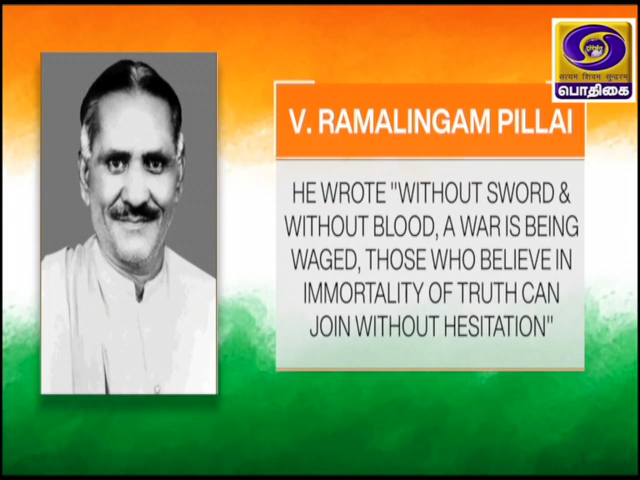 सत्यम शिवम सुन्दरम्
பொதிகை
V. RAMALINGAM PILLAI
HE WROTE "WITHOUT SWORD &
WITHOUT BLOOD, A WAR IS BEING
WAGED, THOSE WHO BELIEVE IN
IMMORTALITY OF TRUTH CAN
JOIN WITHOUT HESITATION"